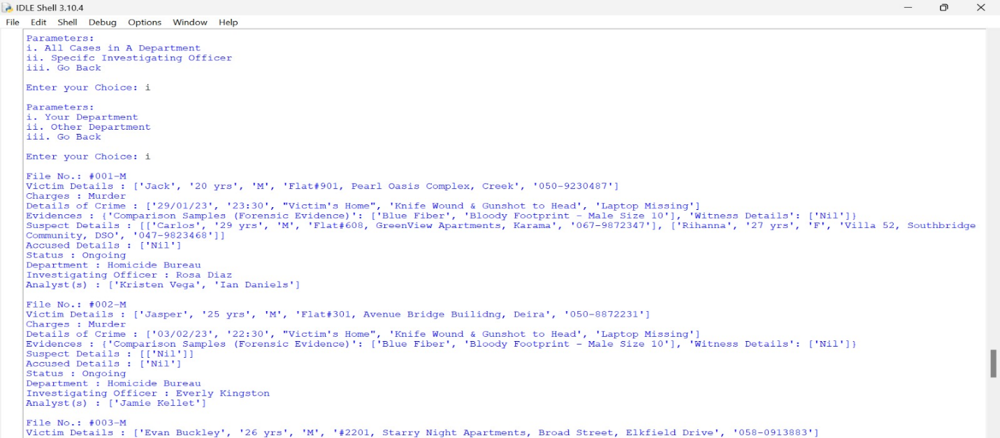 IDLE Shell 3.10.4
File Edit Shell Debug Options Window Help
Parameters:
i. All Cases in A Department
ii. Specifc Investigating Officer
iii. Go Back
Enter your Choice: i
Parameters:
i. Your Department
ii. Other Department
iii. Go Back
Enter your Choice: i
File No.: #001-M
Victim Details : ['Jack', '20 yrs', 'M', 'Flat#901, Pearl Oasis Complex, Creek', '050-9230487']
Charges : Murder
Details of Crime : ['29/01/23', '23:30', "Victim's Home", 'Knife Wound & Gunshot to Head', 'Laptop Missing']
Evidences : {'Comparison Samples (Forensic Evidence)': ['Blue Fiber', 'Bloody Footprint - Male Size 10'], 'Witness Details': ['Nil']}
Suspect Details : [['Carlos', '29 yrs', 'M', 'Flat#608, GreenView Apartments, Karama', '067-9872347'], ['Rihanna', '27 yrs', 'F', 'Villa 52, Southbridge
Community, DSO', '047-9823468']]
Accused Details : ['Nil']
Status : Ongoing
Department : Homicide Bureau
Investigating Officer : Rosa Diaz
Analyst(s) : ['Kristen Vega', 'Ian Daniels']
File No.: #002-M
Victim Details : ['Jasper', '25 yrs', 'M', 'Flat#301, Avenue Bridge Builidng, Deira', '050-8872231']
Charges : Murder
Details of Crime : ['03/02/23', '22:30', "Victim's Home", 'Knife Wound & Gunshot to Head', 'Laptop Missing']
Evidences : {'Comparison Samples (Forensic Evidence)': ['Blue Fiber', 'Bloody Footprint - Male Size 10'], 'Witness Details': ['Nil']}
Suspect Details : [['Nil']]
Accused Details : ['Nil']
Status : Ongoing
Department : Homicide Bureau
Investigating Officer : Everly Kingston
Analyst(s) : ['Jamie Kellet']
File No.: #003-M
Victim Details : ['Evan Buckley', '26 yrs', 'M', '#2201, Starry Night Apartments, Broad Street, Elkfield Drive', '058-0913883']